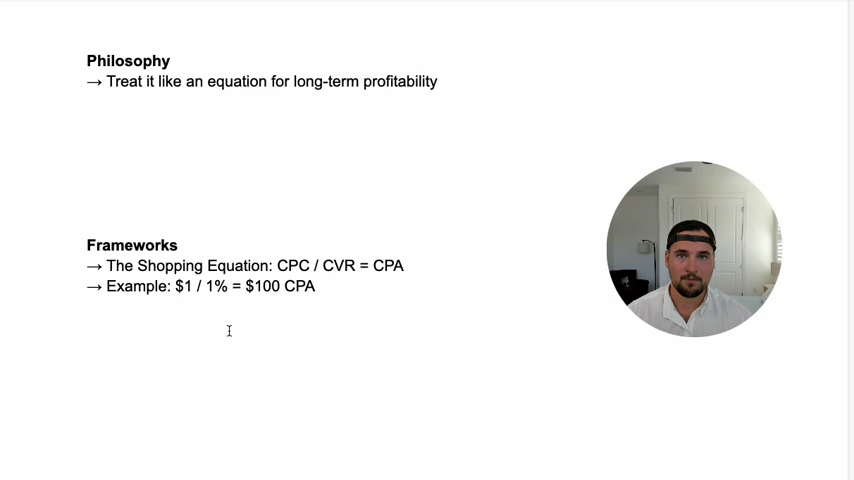 Philosophy
→ Treat it like an equation for long-term profitability
Frameworks
→ The Shopping Equation: CPC / CVR = CPA
→ Example: $1 / 1% = $100 CPA